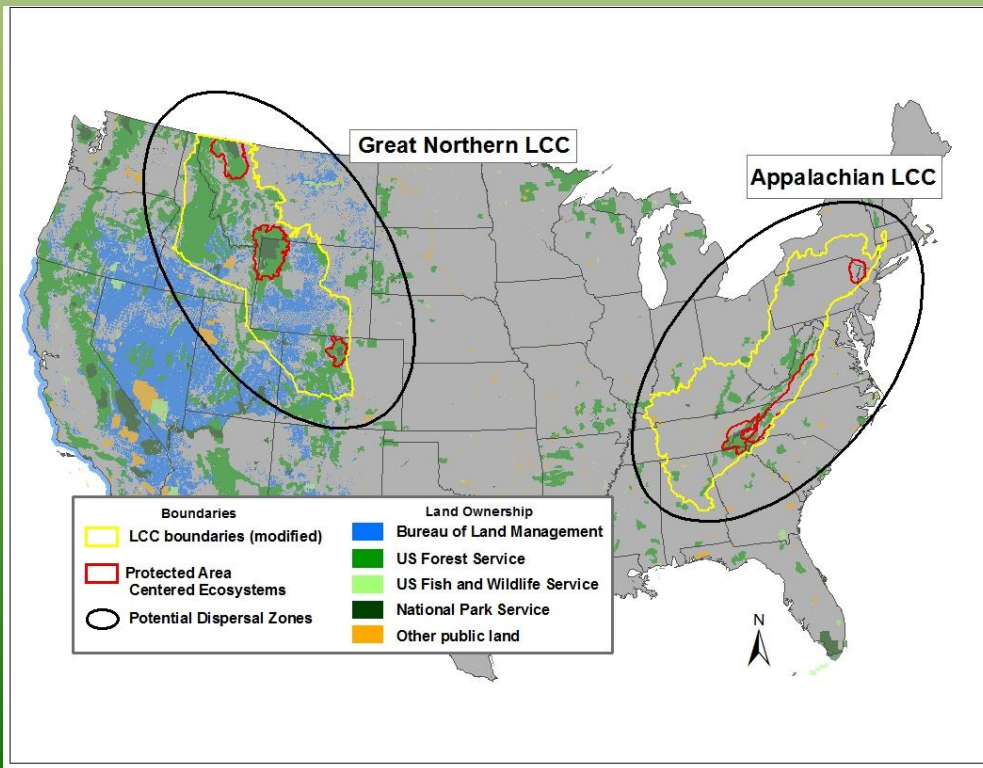 Great Northern LCC
Appalachian LCC
Boundaries
LCC boundaries (modified)
Protected Area
Centered Ecosystems
Potential Dispersal Zones
Land Ownership
Bureau of Land Management
US Forest Service
US Fish and Wildlife Service
National Park Service
Other public land
N